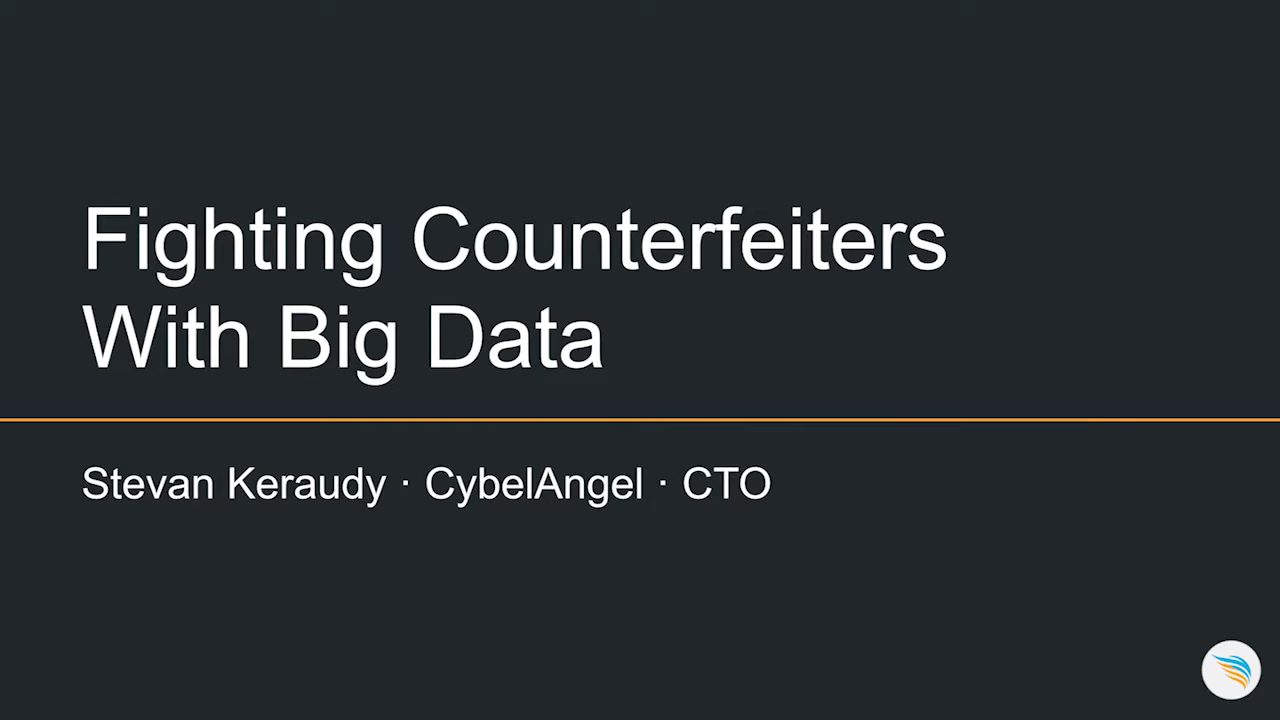 Fighting Counterfeiters
With Big Data
Stevan Keraudy · CybelAngel · CTO